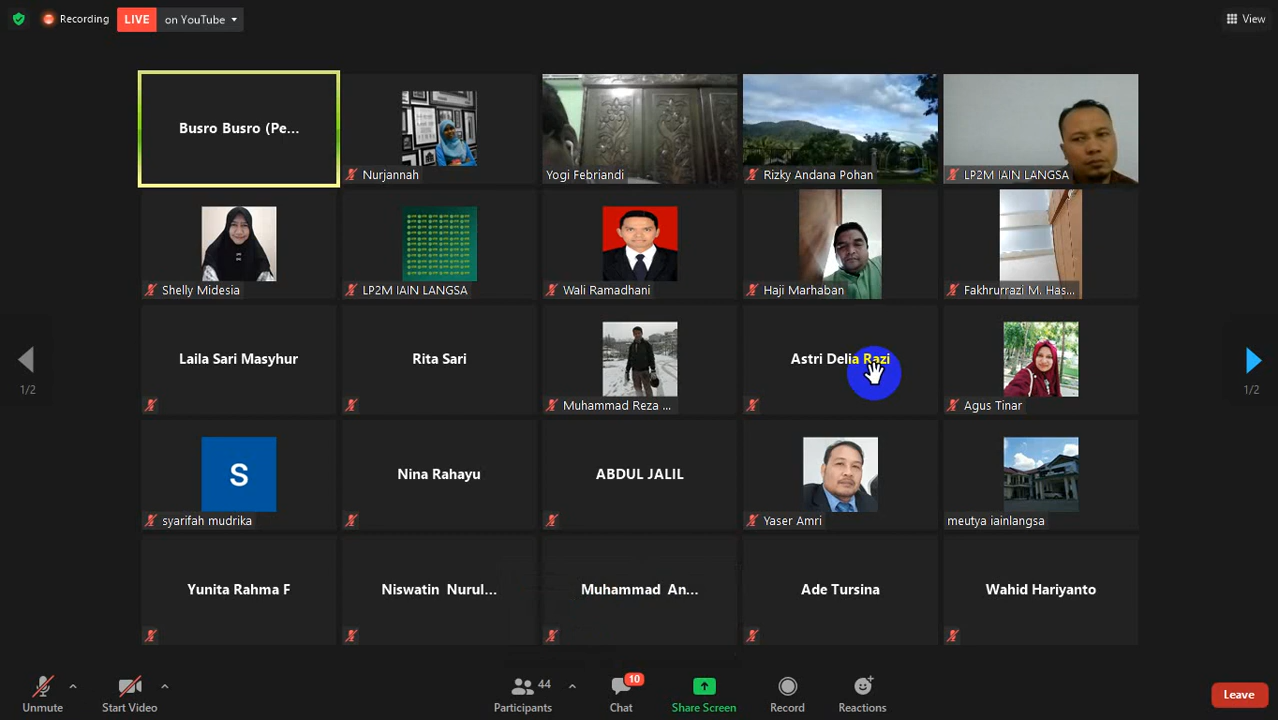 Recording
LIVE
on YouTube
View
Busro Busro (Pe...
Nurjannah
Yogi Febriandi
Rizky Andana Pohan
LP2M IAIN LANGSA
Shelly Midesia
LP2M IAIN LANGSA
Wali Ramadhani
Haji Marhaban
Fakhrurrazi M. Has...
1/2
Laila Sari Masyhur
Rita Sari
Muhammad Reza ...
Astri Delia Razi
Agus Tinar
1/2
S
syarifah mudrika
Nina Rahayu
ABDUL JALIL
Yaser Amri
meutya iainlangsa
Yunita Rahma F
Niswatin Nurul...
Muhammad An...
Ade Tursina
Wahid Hariyanto
Unmute
Start Video
44
Participants
10
Chat
Share Screen
Record
Reactions
Leave